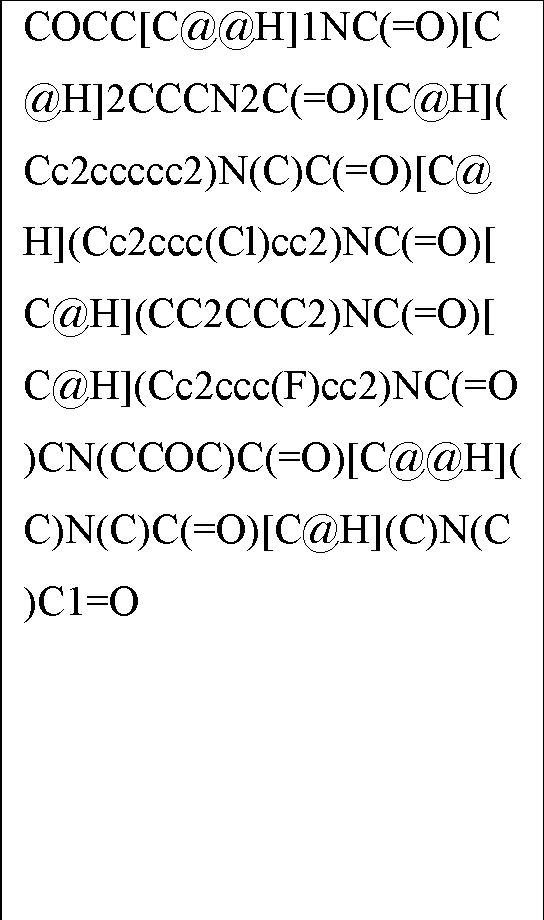 COCC[C@@H]1NC(=O)[C
@H]2CCCN2C(=O)[C@H](
Cc2ccccc2)N(C)C(=O)[C@
H](Cc2ccc(Cl)cc2)NC(=O)[
C@H](CC2CCC2)NC(=O)[
C@H](Cc2ccc(F)cc2)NC(=O
)CN(CCOC)C(=O)[C@@H](
C)N(C)C(=O)[C@H](C)N(C
)C1=O